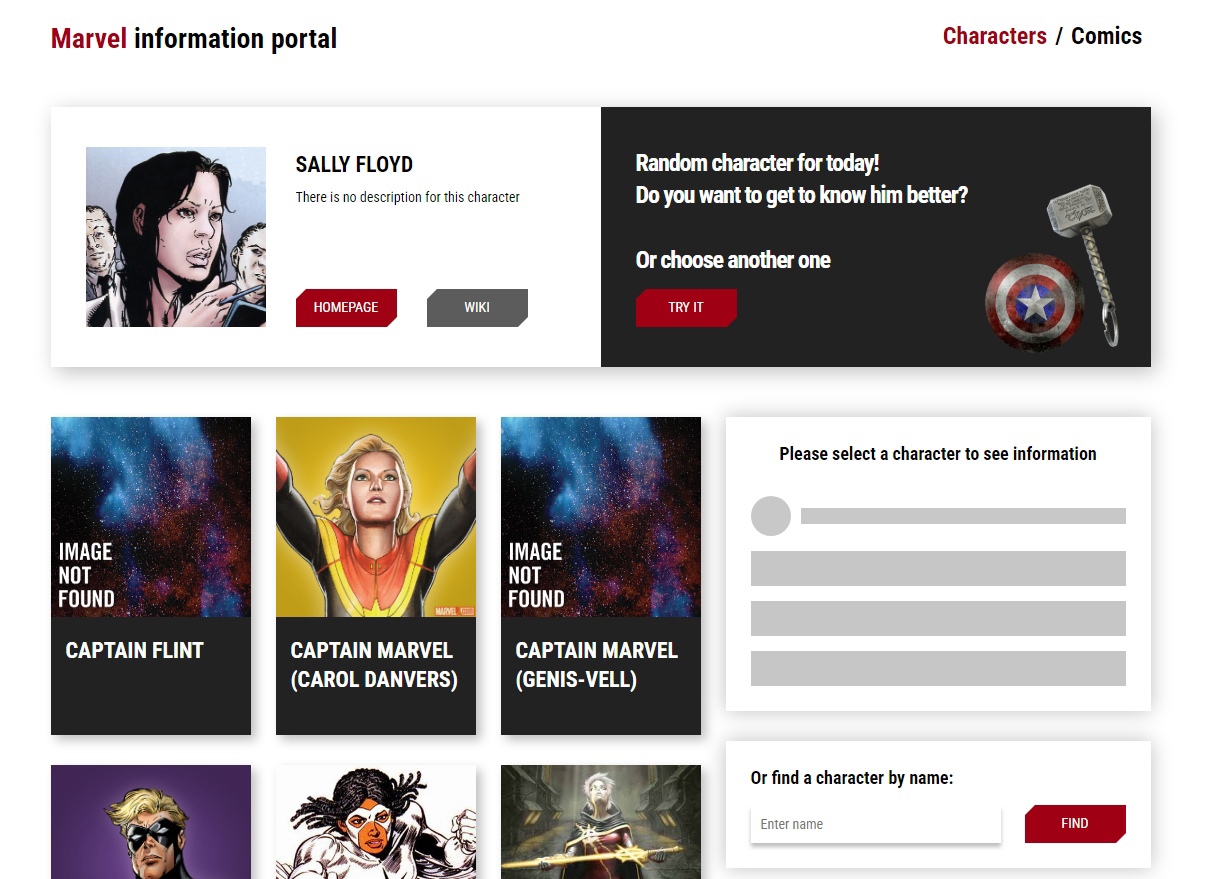 Marvel information portal
Characters / Comics
SALLY FLOYD
There is no description for this character
HOMEPAGE
WIKI
Random character for today!
Do you want to get to know him better?
Or choose another one
TRY IT
IMAGE
NOT
FOUND
CAPTAIN FLINT
MARVEL
CAPTAIN MARVEL
(CAROL DANVERS)
IMAGE
NOT
FOUND
CAPTAIN MARVEL
(GENIS-VELL)
Please select a character to see information
Or find a character by name:
Enter name
FIND